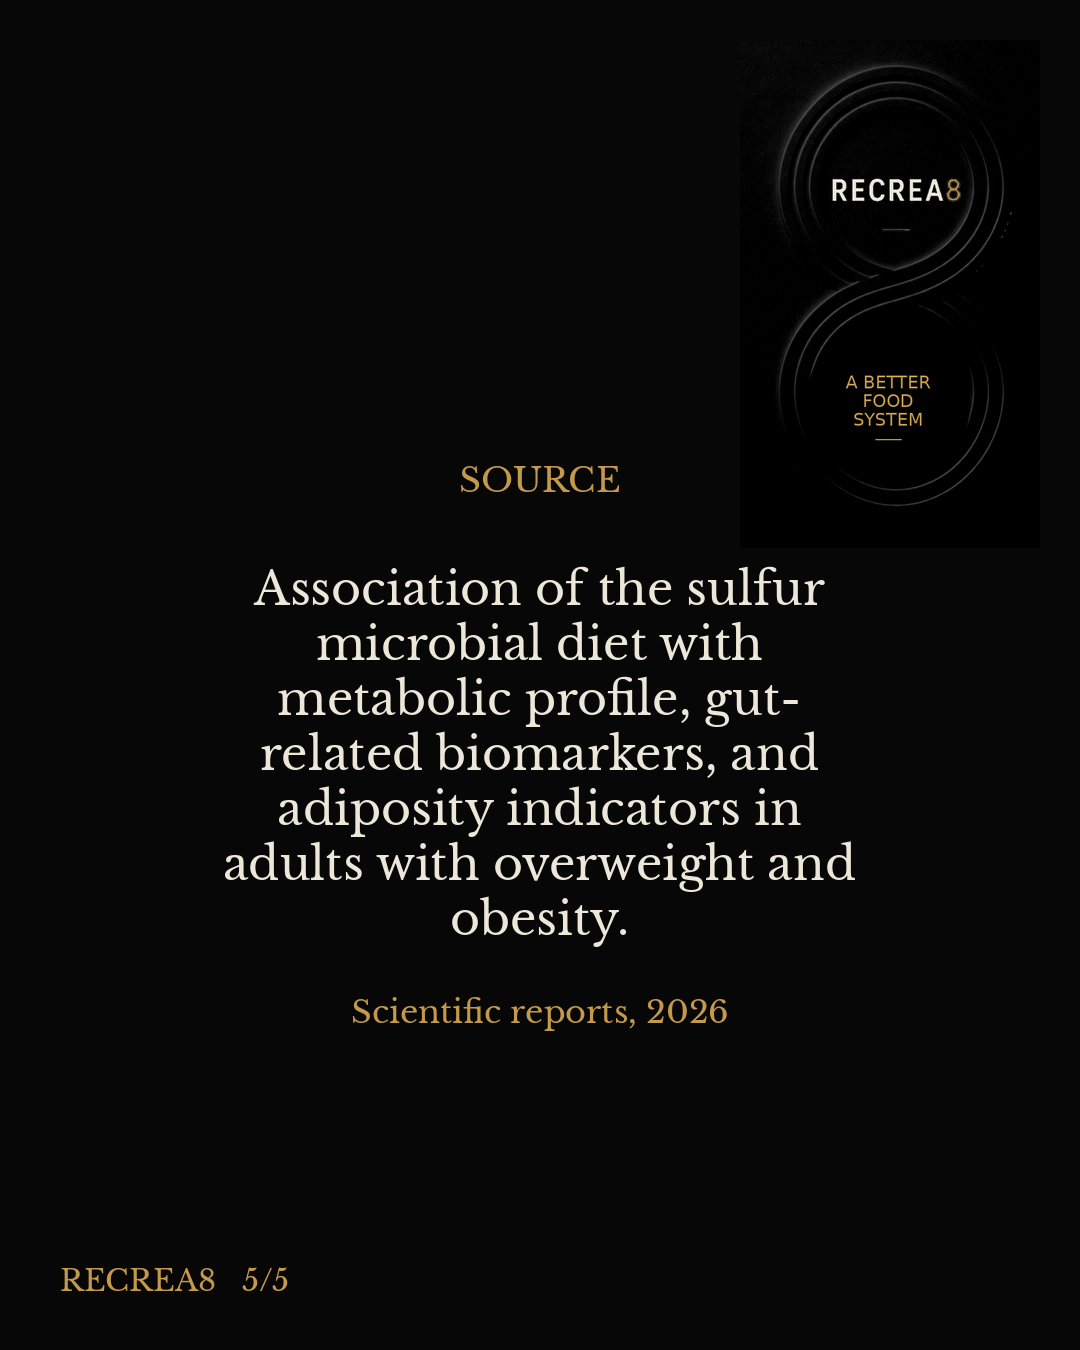 RECREA8
A BETTER
FOOD
SYSTEM
SOURCE
Association of the sulfur
microbial diet with
metabolic profile, gut-
related biomarkers, and
adiposity indicators in
adults with overweight and
obesity.
Scientific reports, 2026
RECREA8 5/5